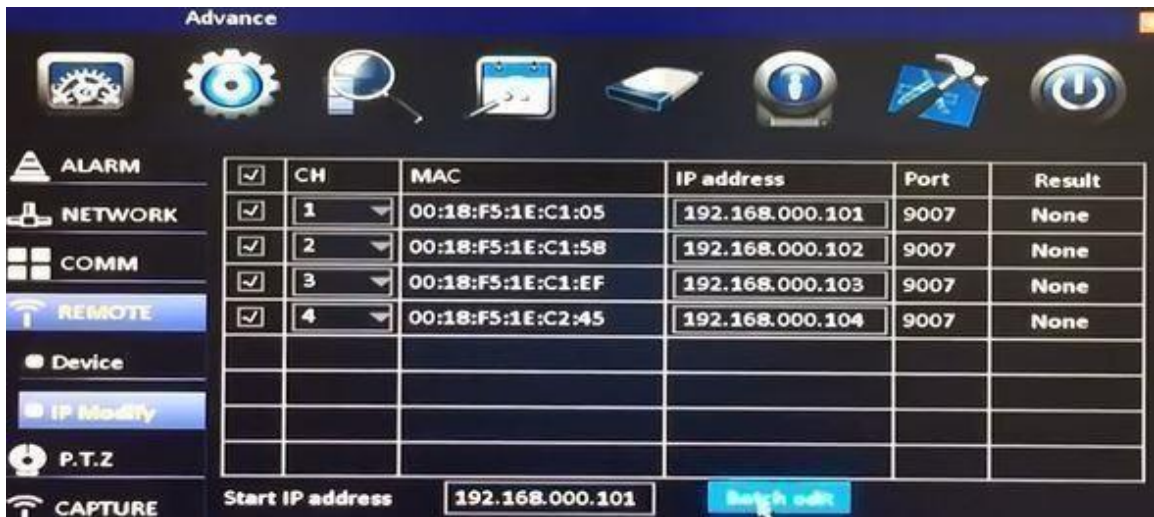 Advance
ALARM
NETWORK
COMM
REMOTE
Device
IP Modify
P.T.Z
CAPTURE
CH MAC IP address Port Result
1 00:18:F5:1E:C1:05 192.168.000.101 9007 None
2 00:18:F5:1E:C1:58 192.168.000.102 9007 None
3 00:18:F5:1E:C1:EF 192.168.000.103 9007 None
4 00:18:F5:1E:C2:45 192.168.000.104 9007 None
Start IP address 192.168.000.101 Batch edit